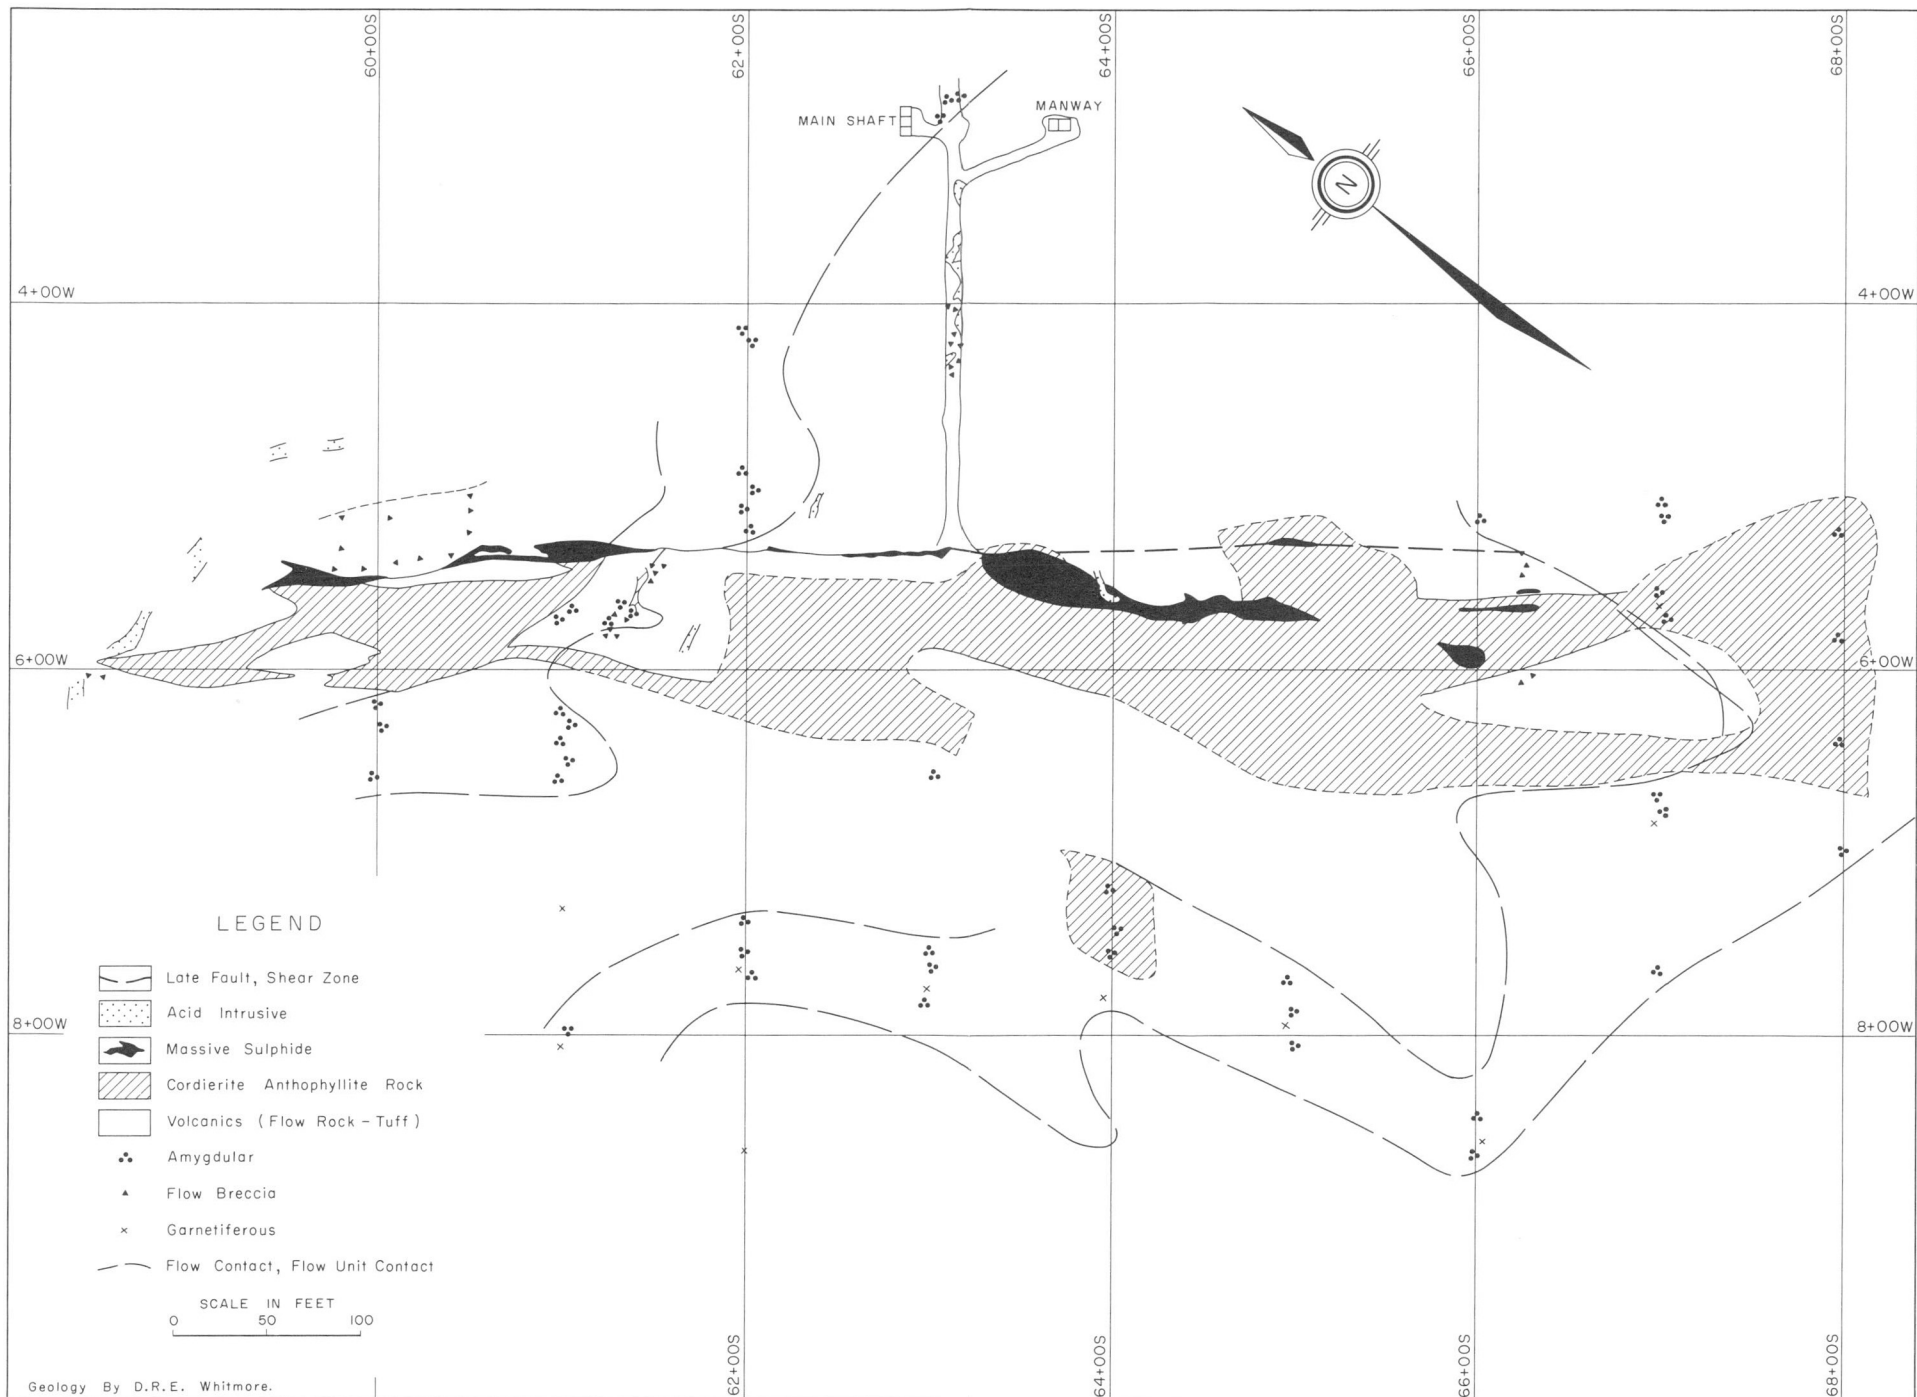 60+00S
62+00S
64+00S
66+00S
68+00S
MAIN SHAFT
MANWAY
N
4+00W
4+00W
6+00W
6+00W
8+00W
8+00W
LEGEND
Late Fault, Shear Zone
Acid Intrusive
Massive Sulphide
Cordierite Anthophyllite Rock
Volcanics (Flow Rock - Tuff)
Amygdular
Flow Breccia
Garnetiferous
Flow Contact, Flow Unit Contact
SCALE IN FEET
0 50 100
62+00S
64+00S
66+00S
68+00S
Geology By D.R.E. Whitmore.